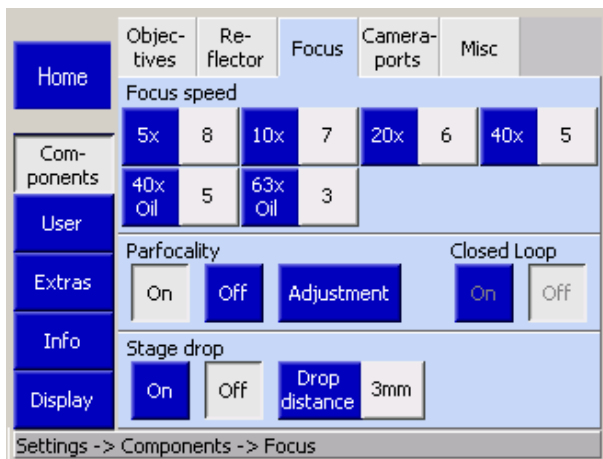 Home
Com-
ponents
User
Extras
Info
Display
Objec-
tives
Re-
flector
Focus
Camera-
ports
Misc
Focus speed
5x 8 10x 7 20x 6 40x 5
40x
Oil
5
63x
Oil
3
Parfocality
On Off Adjustment
Closed Loop
On Off
Stage drop
On Off
Drop
distance
3mm
Settings -> Components -> Focus